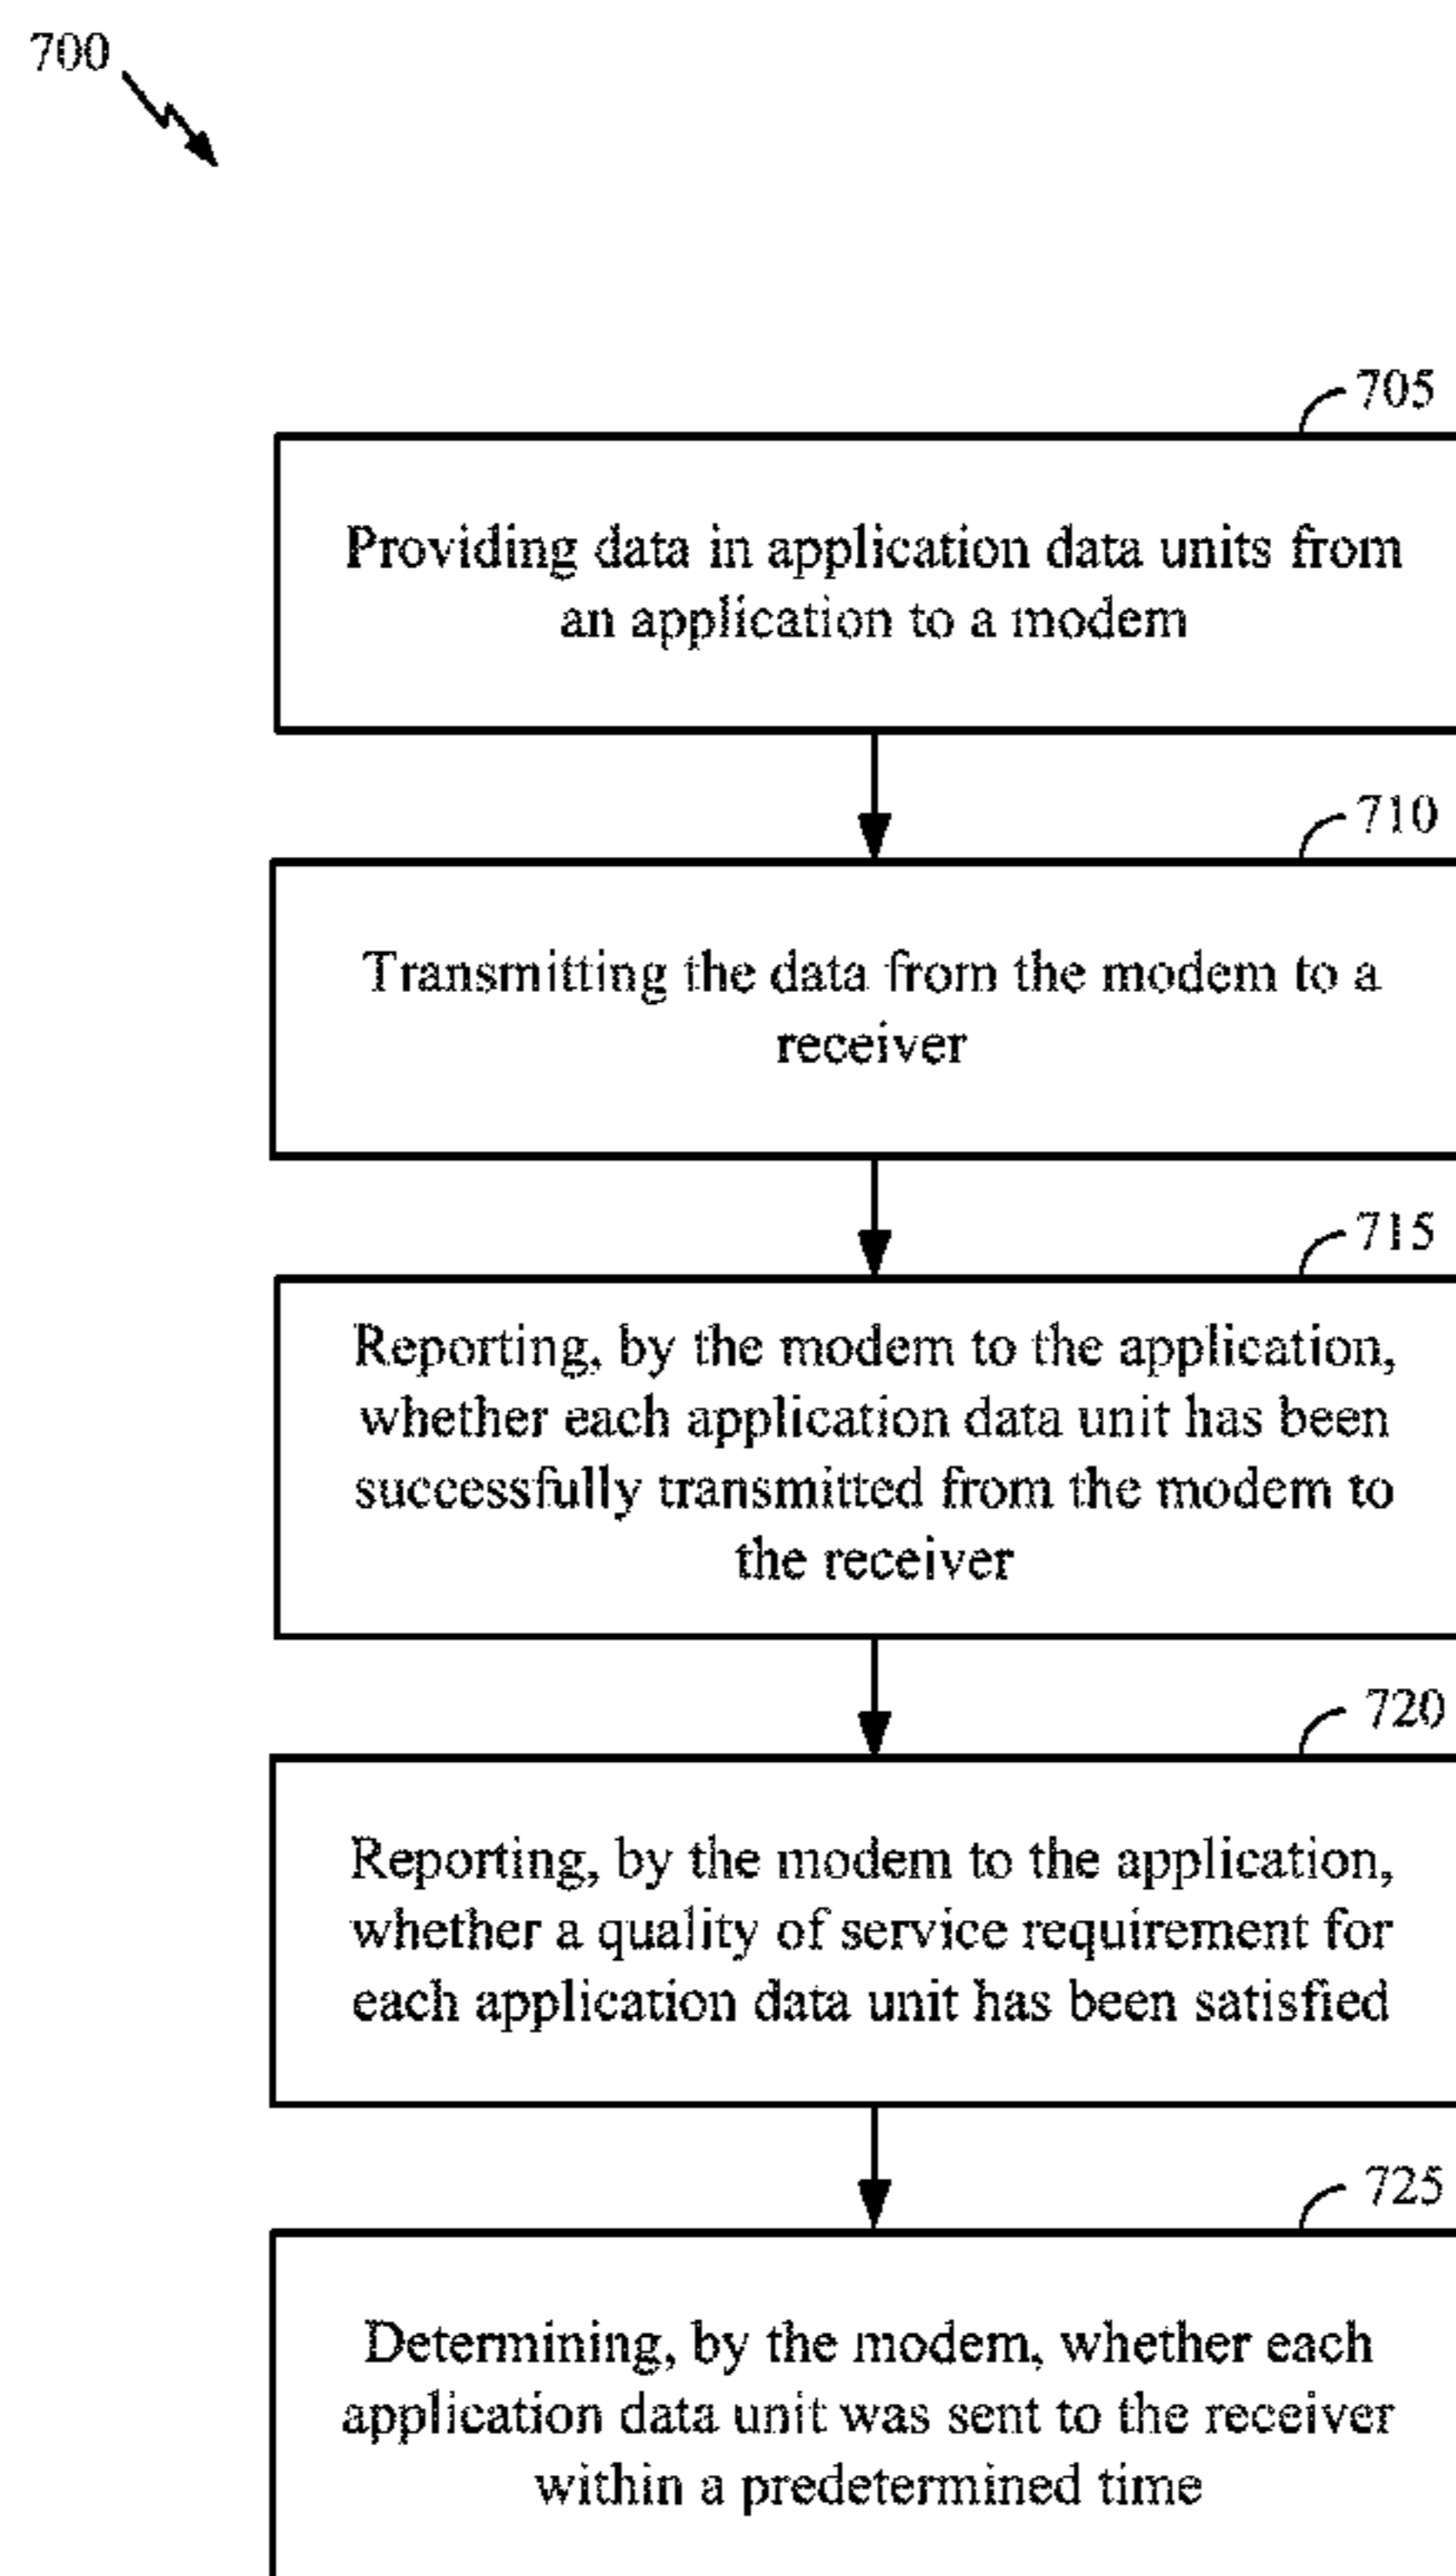 700
705
Providing data in application data units from
an application to a modem
710
Transmitting the data from the modem to a
receiver
715
Reporting, by the modem to the application,
whether each application data unit has been
successfully transmitted from the modem to
the receiver
720
Reporting, by the modem to the application,
whether a quality of service requirement for
each application data unit has been satisfied
725
Determining, by the modem, whether each
application data unit was sent to the receiver
within a predetermined time